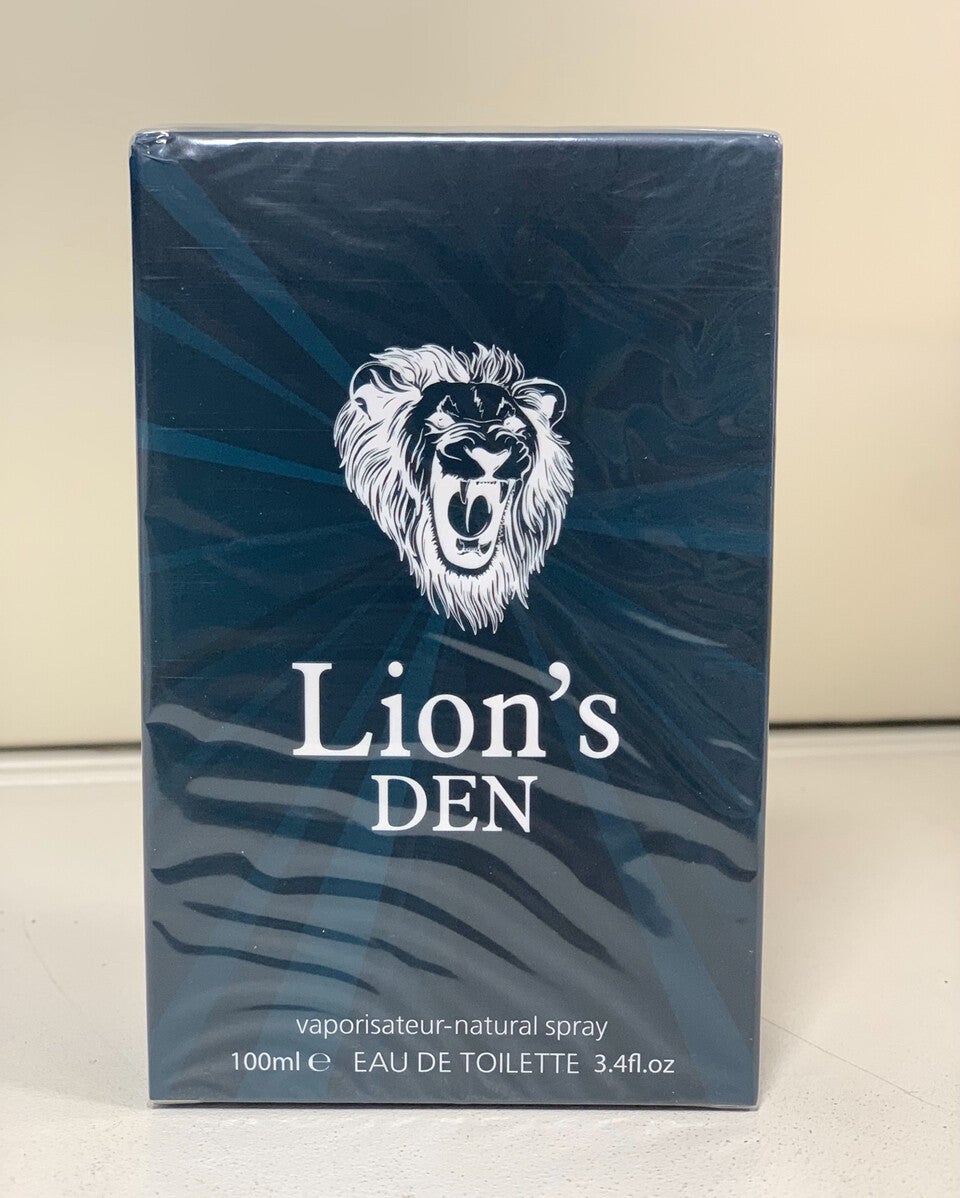 Lion’s
DEN
vaporisateur-natural spray
100ml ℮ EAU DE TOILETTE 3.4fl.oz